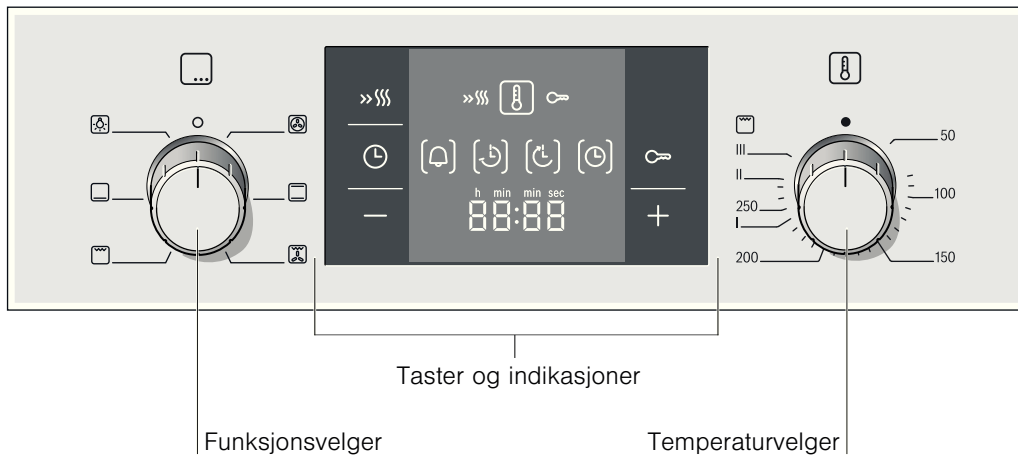 h min min sec
88:88
III
II
250
I
200
50
100
150
Taster og indikasjoner
Funksjonsvelger
Temperaturvelger